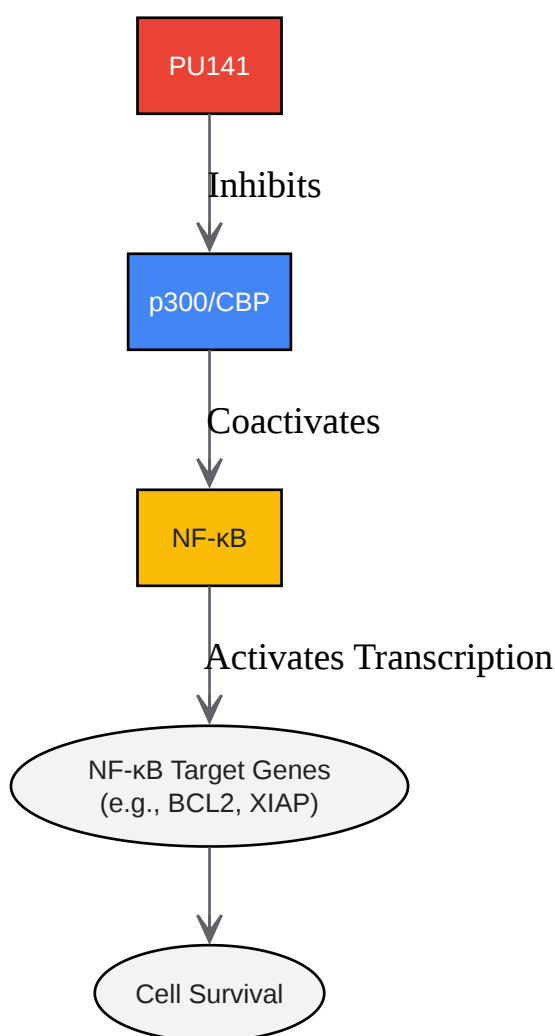 PU141
Inhibits
p300/CBP
Coactivates
NF-κB
Activates Transcription
NF-κB Target Genes
(e.g., BCL2, XIAP)
Cell Survival